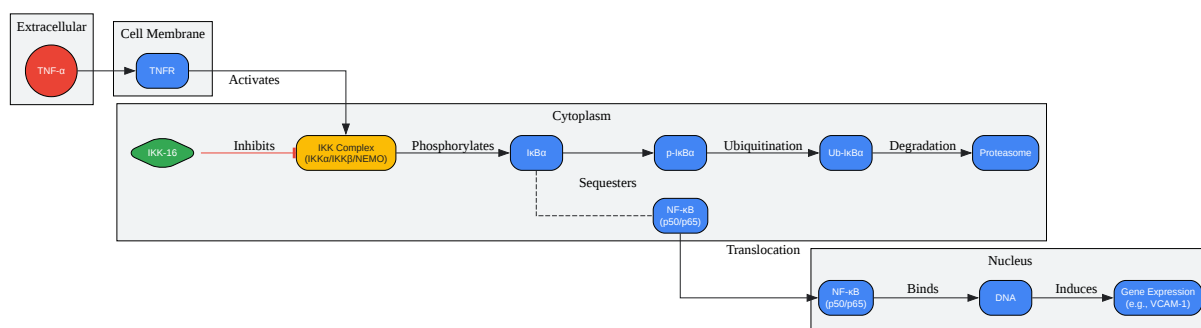 Extracellular
TNF-α
Cell Membrane
TNFR
Activates
Cytoplasm
IKK-16
Inhibits
IKK Complex
(IKKα/IKKβ/NEMO)
Phosphorylates
IκBα
p-IκBα
Ubiquitination
Ub-IκBα
Degradation
Proteasome
Sequesters
NF-κB
(p50/p65)
Translocation
Nucleus
NF-κB
(p50/p65)
Binds
DNA
Induces
Gene Expression
(e.g., VCAM-1)